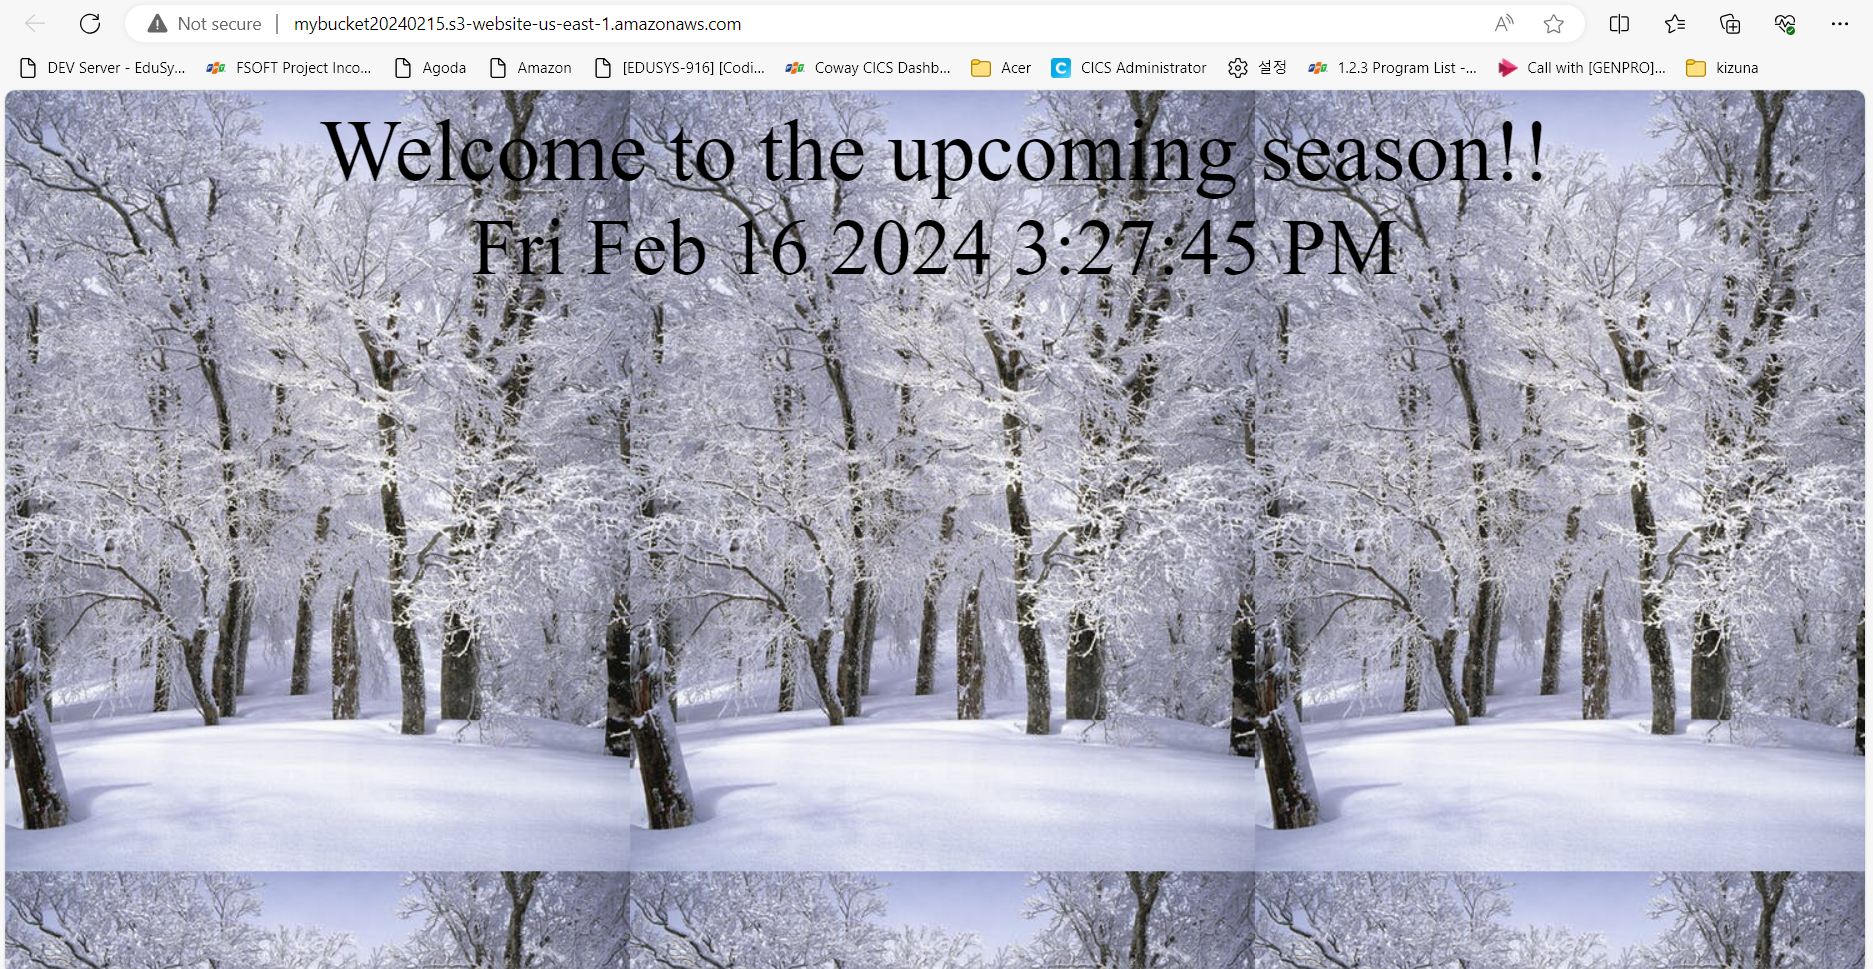 Not secure | mybucket20240215.s3-website-us-east-1.amazonaws.com
DEV Server - EduSy... FSOFT Project Inco... Agoda Amazon [EDUSYS-916] [Codi... Coway CICS Dashb... Acer CICS Administrator 설정 1.2.3 Program List -... Call with [GENPRO]... kizuna
Welcome to the upcoming season!!
Fri Feb 16 2024 3:27:45 PM